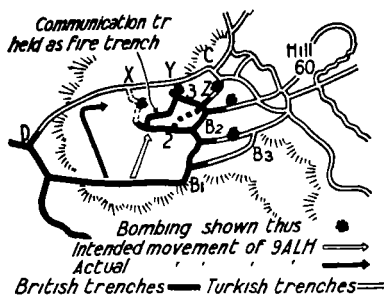 Communication tr
held as fire trench
Hill
60
C
X
Y
3
Z
D
2
B2
B3
B1
Bombing shown thus
Intended movement of 9ALH
Actual " " "
British trenches Turkish trenches